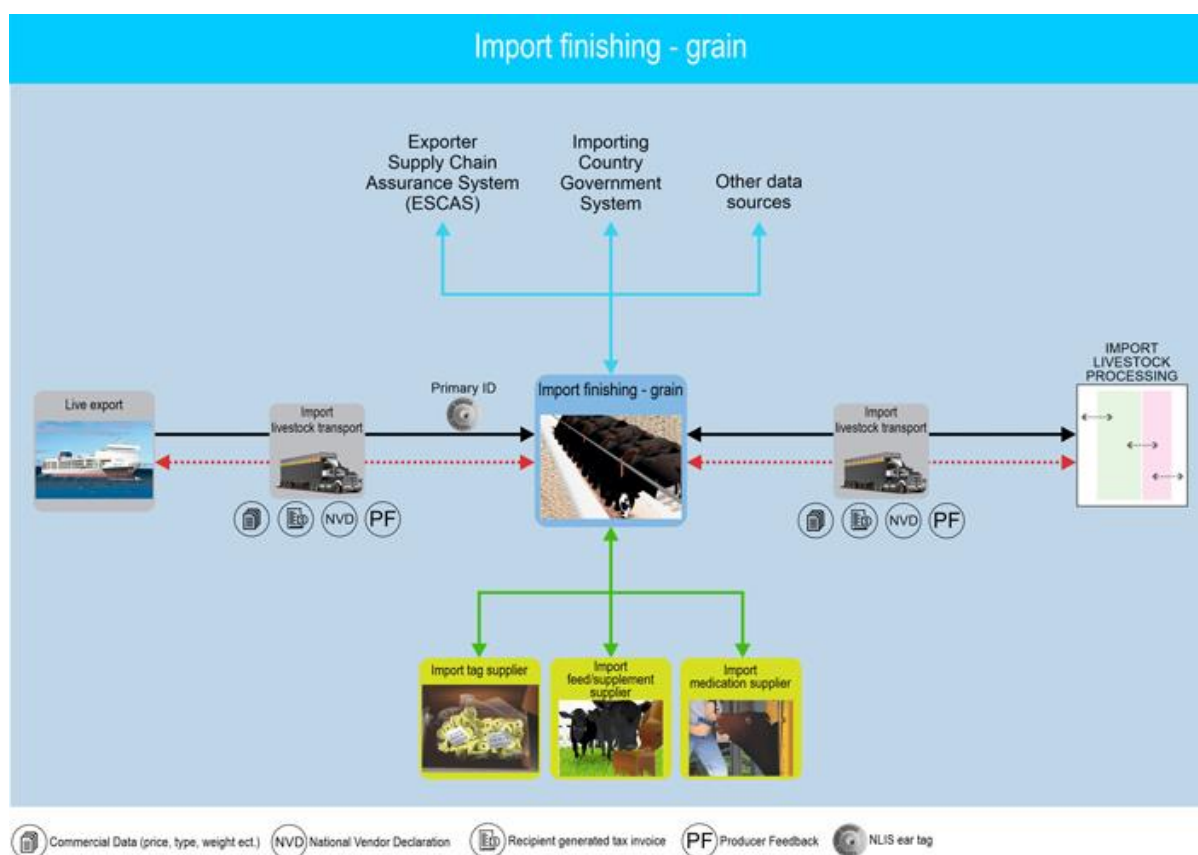 Import finishing - grain
Exporter
Supply Chain
Assurance System
(ESCAS)
Importing
Country
Government
System
Other data
sources
Live export
Import
livestock transport
Primary ID
Import finishing - grain
Import
livestock transport
IMPORT
LIVESTOCK
PROCESSING
NVD
PF
NVD
PF
Import tag supplier
Import
feed/supplement
supplier
Import
medication supplier
Commercial Data (price, type, weight ect.)
NVD National Vendor Declaration
Recipient generated tax invoice
PF Producer Feedback
NLIS ear tag